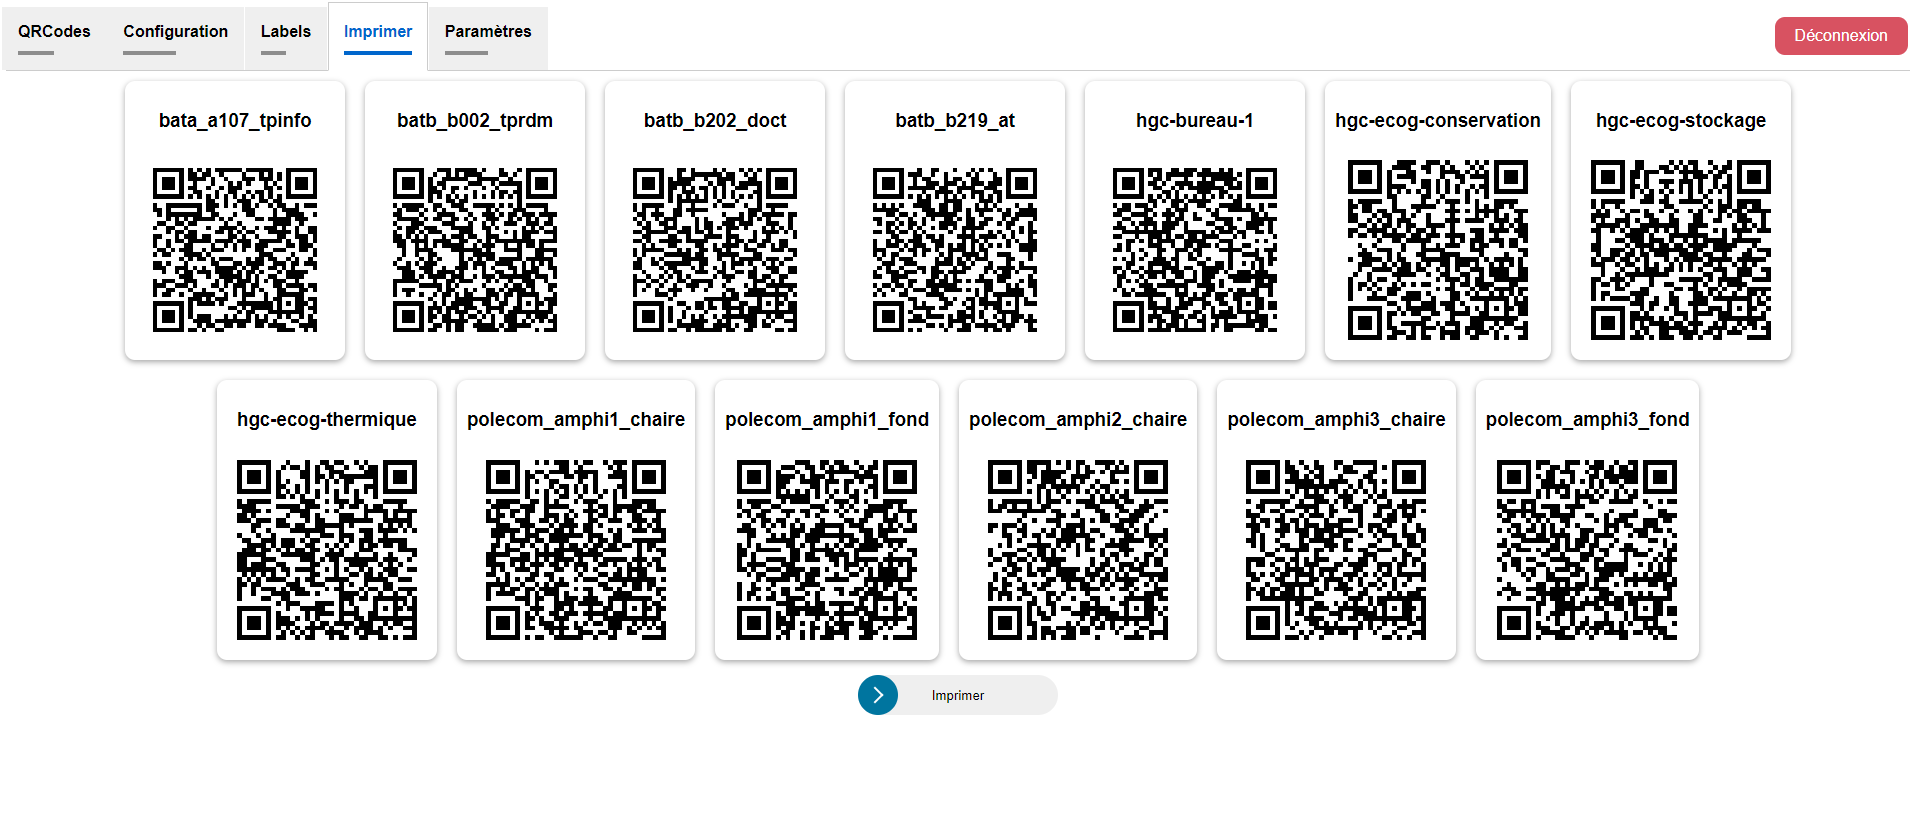 QRCodes Configuration Labels Imprimer Paramètres Déconnexion
bata_a107_tpinfo batb_b002_tprdm batb_b202_doct batb_b219_at hgc-bureau-1 hgc-ecog-conservation hgc-ecog-stockage
hgc-ecog-thermique polecom_amphi1_chaire polecom_amphi1_fond polecom_amphi2_chaire polecom_amphi3_chaire polecom_amphi3_fond
Imprimer